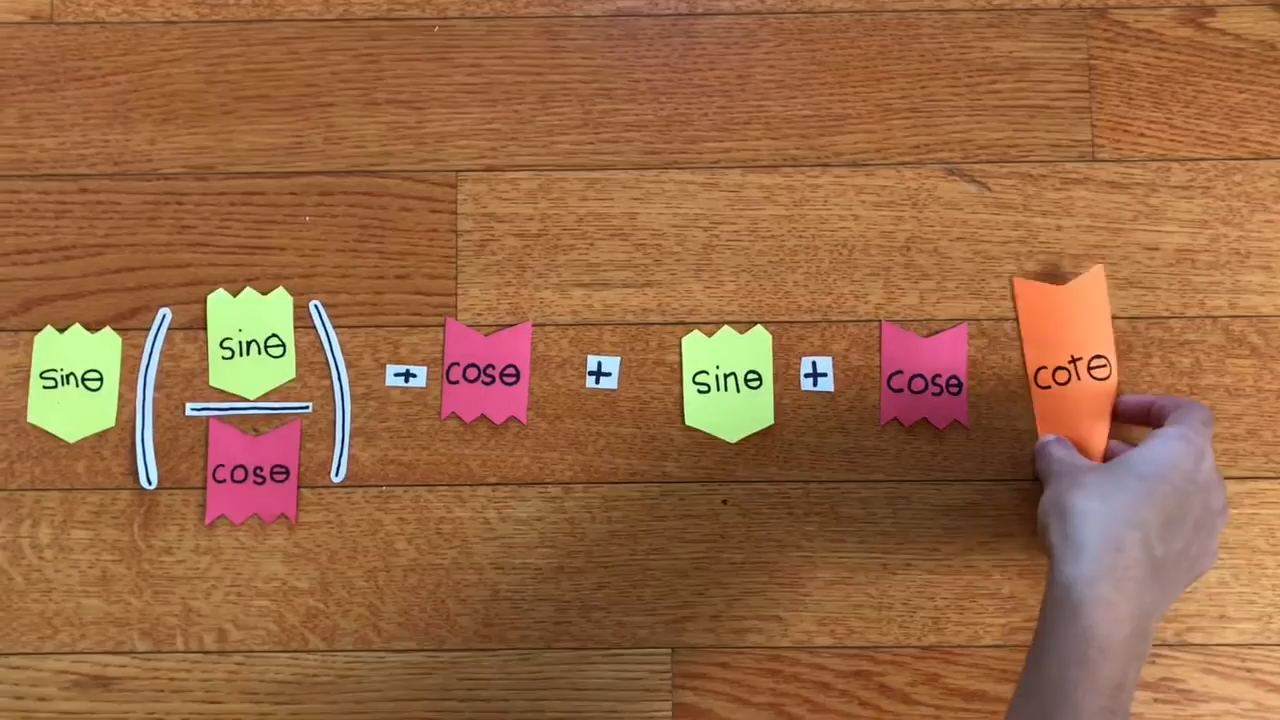 sinθ ( sinθ / cosθ ) + cosθ + sinθ + cosθ cotθ